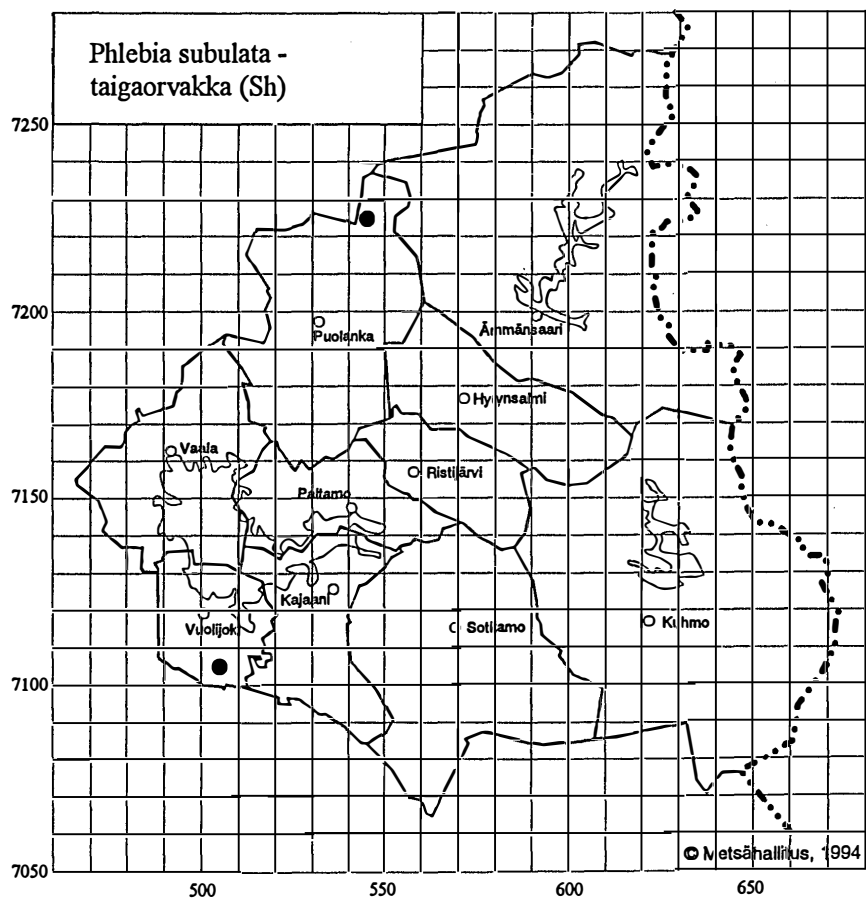 Phlebia subulata -
taigaorvakka (Sh)
7250
7200
Ämmänsaari
Puolanka
Hyrynsalmi
Vaala
Ristijärvi
7150
Paltamo
Kajaani
Vuolijoki
Sotkamo
Kuhmo
7100
7050
© Metsähallitus, 1994
500
550
600
650